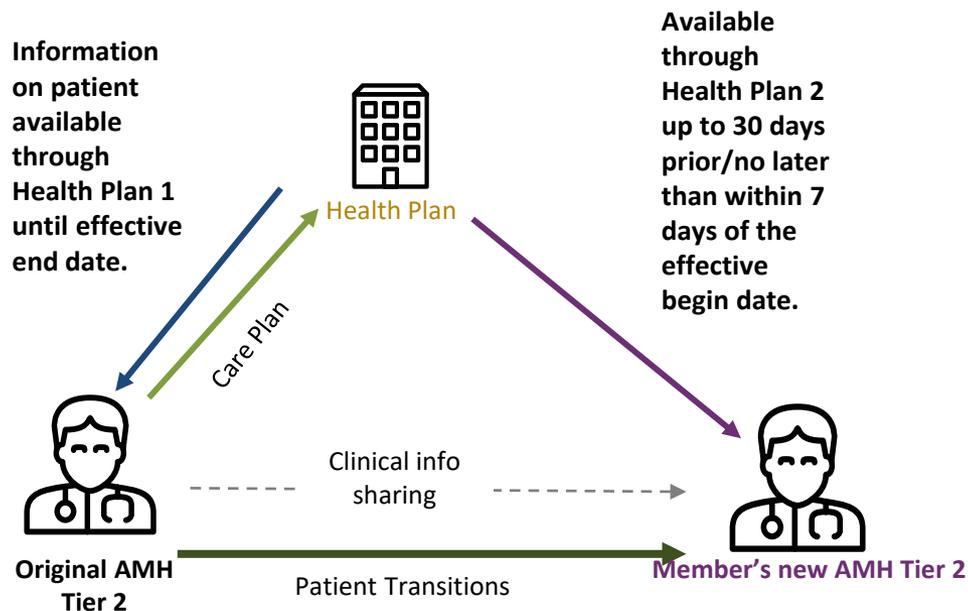 Information
on patient
available
through
Health Plan 1
until effective
end date.
Available
through
Health Plan 2
up to 30 days
prior/no later
than within 7
days of the
effective
begin date.
Health Plan
Care Plan
Clinical info
sharing
Original AMH
Tier 2
Patient Transitions
Member’s new AMH Tier 2